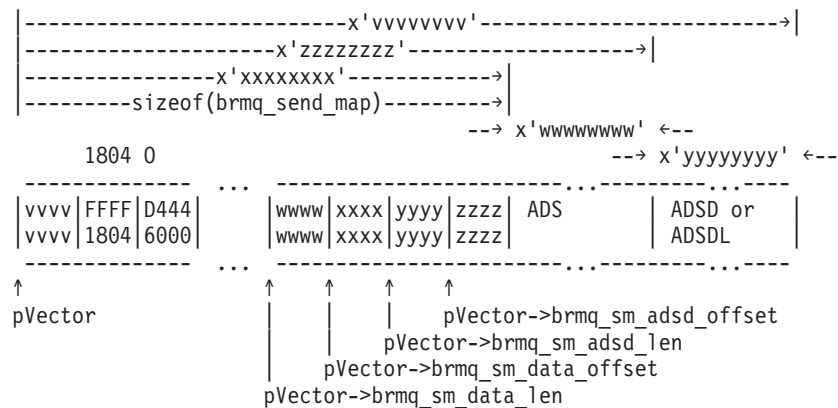 |---------------------------x'vvvvvvvv'-------------------------→|
|---------------------x'zzzzzzzz'-------------------→|
|----------------x'xxxxxxxx'------------→|
|---------sizeof(brmq_send_map)---------→|
--→ x'wwwwwwww' ←--
1804 O --→ x'yyyyyyyy' ←--
-------------- ... ------------------------...---------...----
|vvvv|FFFF|D444| |wwww|xxxx|yyyy|zzzz| ADS | ADSD or |
|vvvv|1804|6000| |wwww|xxxx|yyyy|zzzz| | ADSDL |
-------------- ... ------------------------...---------...----
↑ ↑ ↑ ↑ ↑
pVector | | | pVector->brmq_sm_adsd_offset
| | pVector->brmq_sm_adsd_len
| pVector->brmq_sm_data_offset
pVector->brmq_sm_data_len